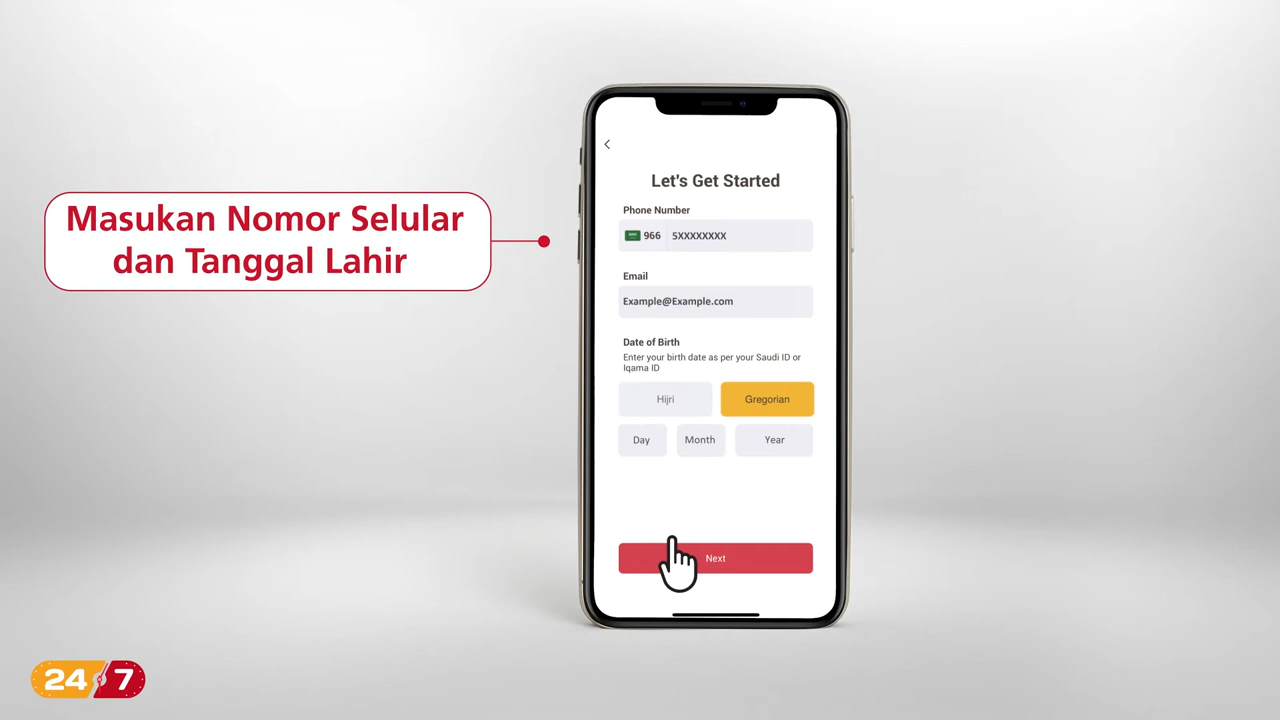 Masukan Nomor Selular
dan Tanggal Lahir
Let's Get Started
Phone Number
966 5XXXXXXXX
Email
Example@Example.com
Date of Birth
Enter your birth date as per your Saudi ID or
Iqama ID
Hijri Gregorian
Day Month Year
Next
24 7